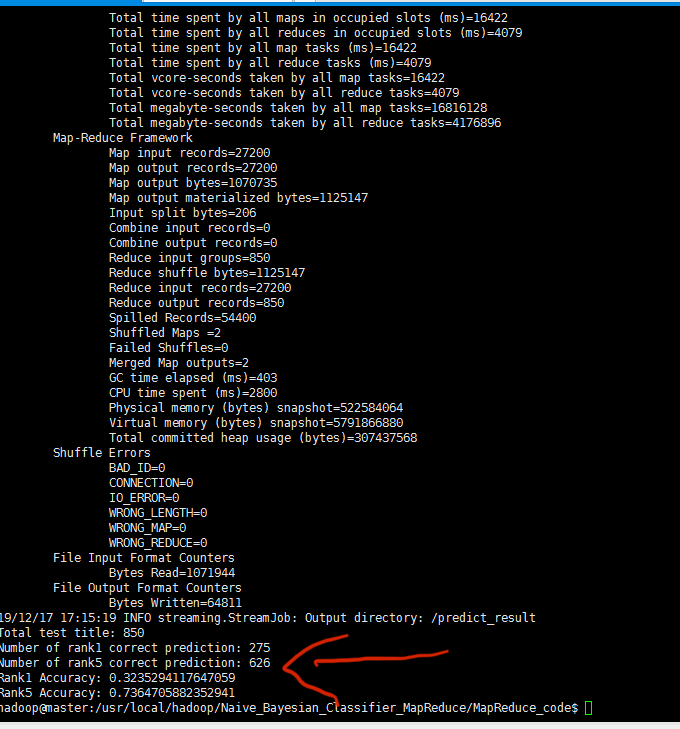 Total time spent by all maps in occupied slots (ms)=16422
Total time spent by all reduces in occupied slots (ms)=4079
Total time spent by all map tasks (ms)=16422
Total time spent by all reduce tasks (ms)=4079
Total vcore-seconds taken by all map tasks=16422
Total vcore-seconds taken by all reduce tasks=4079
Total megabyte-seconds taken by all map tasks=16816128
Total megabyte-seconds taken by all reduce tasks=4176896
Map-Reduce Framework
Map input records=27200
Map output records=27200
Map output bytes=1070735
Map output materialized bytes=1125147
Input split bytes=206
Combine input records=0
Combine output records=0
Reduce input groups=850
Reduce shuffle bytes=1125147
Reduce input records=27200
Reduce output records=850
Spilled Records=54400
Shuffled Maps =2
Failed Shuffles=0
Merged Map outputs=2
GC time elapsed (ms)=403
CPU time spent (ms)=2800
Physical memory (bytes) snapshot=522584064
Virtual memory (bytes) snapshot=5791866880
Total committed heap usage (bytes)=307437568
Shuffle Errors
BAD_ID=0
CONNECTION=0
IO_ERROR=0
WRONG_LENGTH=0
WRONG_MAP=0
WRONG_REDUCE=0
File Input Format Counters
Bytes Read=1071944
File Output Format Counters
Bytes Written=64811
19/12/17 17:15:19 INFO streaming.StreamJob: Output directory: /predict_result
Total test title: 850
Number of rank1 correct prediction: 275
Number of rank5 correct prediction: 626
Rank1 Accuracy: 0.3235294117647059
Rank5 Accuracy: 0.7364705882352941
hadoop@master:/usr/local/hadoop/Naive_Bayesian_Classifier_MapReduce/MapReduce_code$